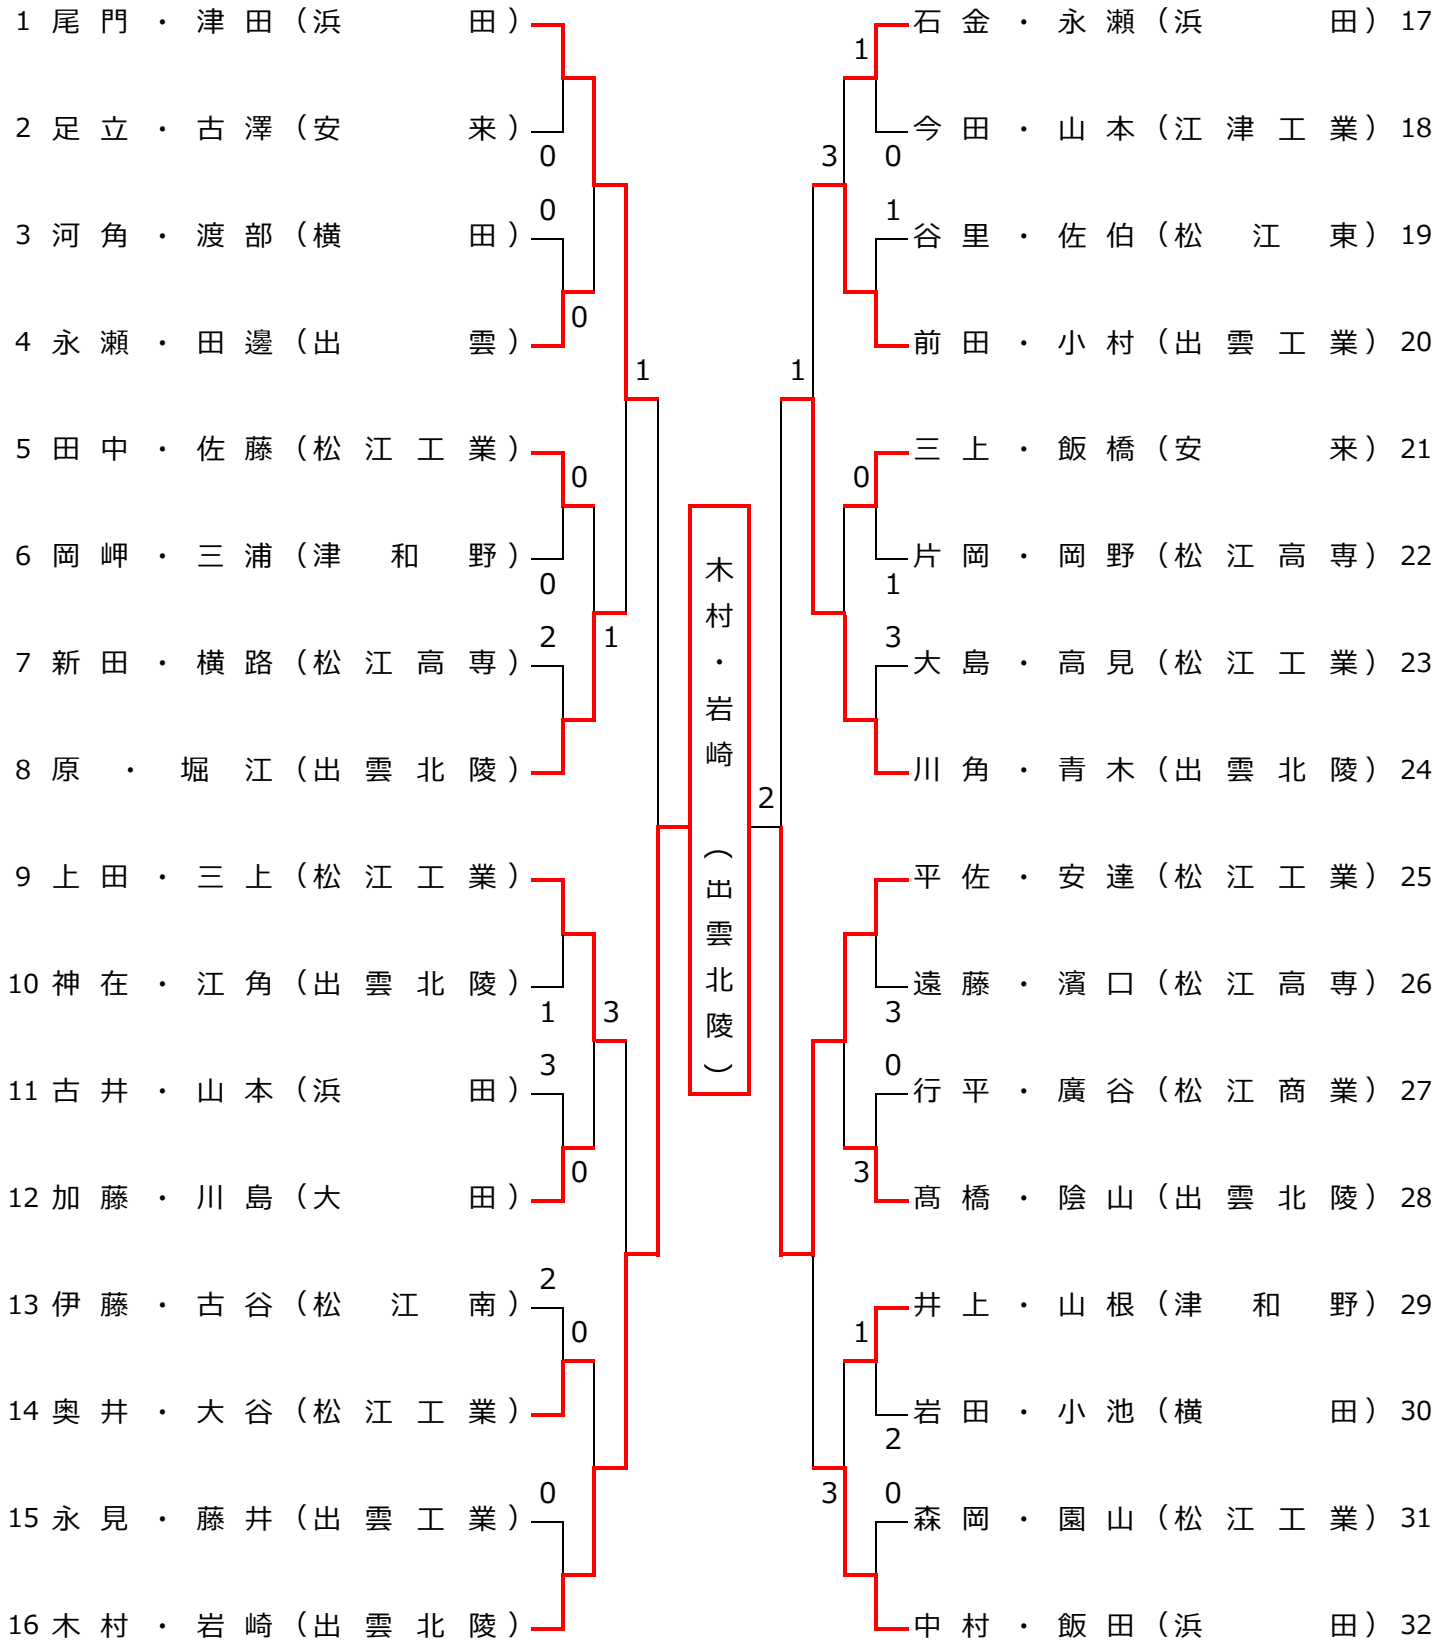 1 尾門・津田(浜田)
2 足立・古澤(安来)
0
0
3 河角・渡部(横田)
0
4 永瀬・田邊(出雲)
1
5 田中・佐藤(松江工業)
0
6 岡岬・三浦(津和野)
0
2
1
7 新田・横路(松江高専)
8 原・堀江(出雲北陵)
9 上田・三上(松江工業)
10 神在・江角(出雲北陵)
1
3
3
11 古井・山本(浜田)
0
12 加藤・川島(大田)
2
13 伊藤・古谷(松江南)
0
14 奥井・大谷(松江工業)
0
15 永見・藤井(出雲工業)
16 木村・岩崎(出雲北陵)
木村・岩崎(出雲北陵)
2
石金・永瀬(浜田) 17
1
今田・山本(江津工業) 18
3
0
1
谷里・佐伯(松江東) 19
前田・小村(出雲工業) 20
1
三上・飯橋(安来) 21
0
片岡・岡野(松江高専) 22
1
3
大島・高見(松江工業) 23
川角・青木(出雲北陵) 24
平佐・安達(松江工業) 25
遠藤・濱口(松江高専) 26
3
0
行平・廣谷(松江商業) 27
3
髙橋・陰山(出雲北陵) 28
井上・山根(津和野) 29
1
岩田・小池(横田) 30
2
3
0
森岡・園山(松江工業) 31
中村・飯田(浜田) 32